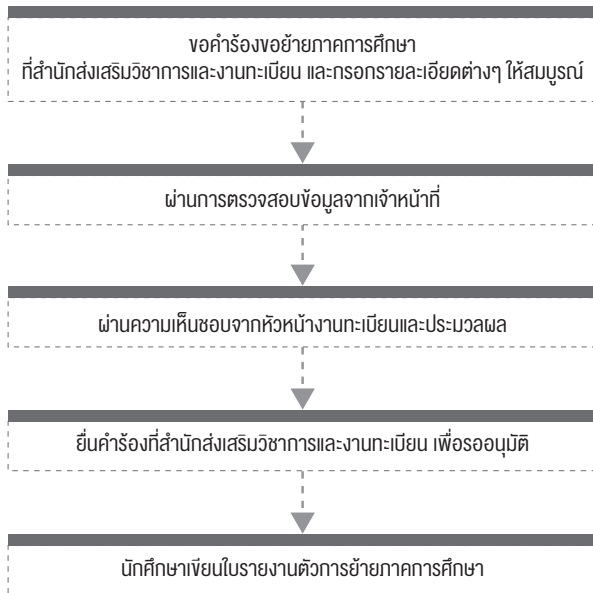 ขอคำร้องขอย้ายภาคการศึกษา
ที่สำนักส่งเสริมวิชาการและงานทะเบียน และกรอกรายละเอียดต่างๆ ให้สมบูรณ์
ผ่านการตรวจสอบข้อมูลจากเจ้าหน้าที่
ผ่านความเห็นชอบจากหัวหน้างานทะเบียนและประมวลผล
ยื่นคำร้องที่สำนักส่งเสริมวิชาการและงานทะเบียน เพื่อรออนุมัติ
นักศึกษาเขียนใบรายงานตัวการย้ายภาคการศึกษา